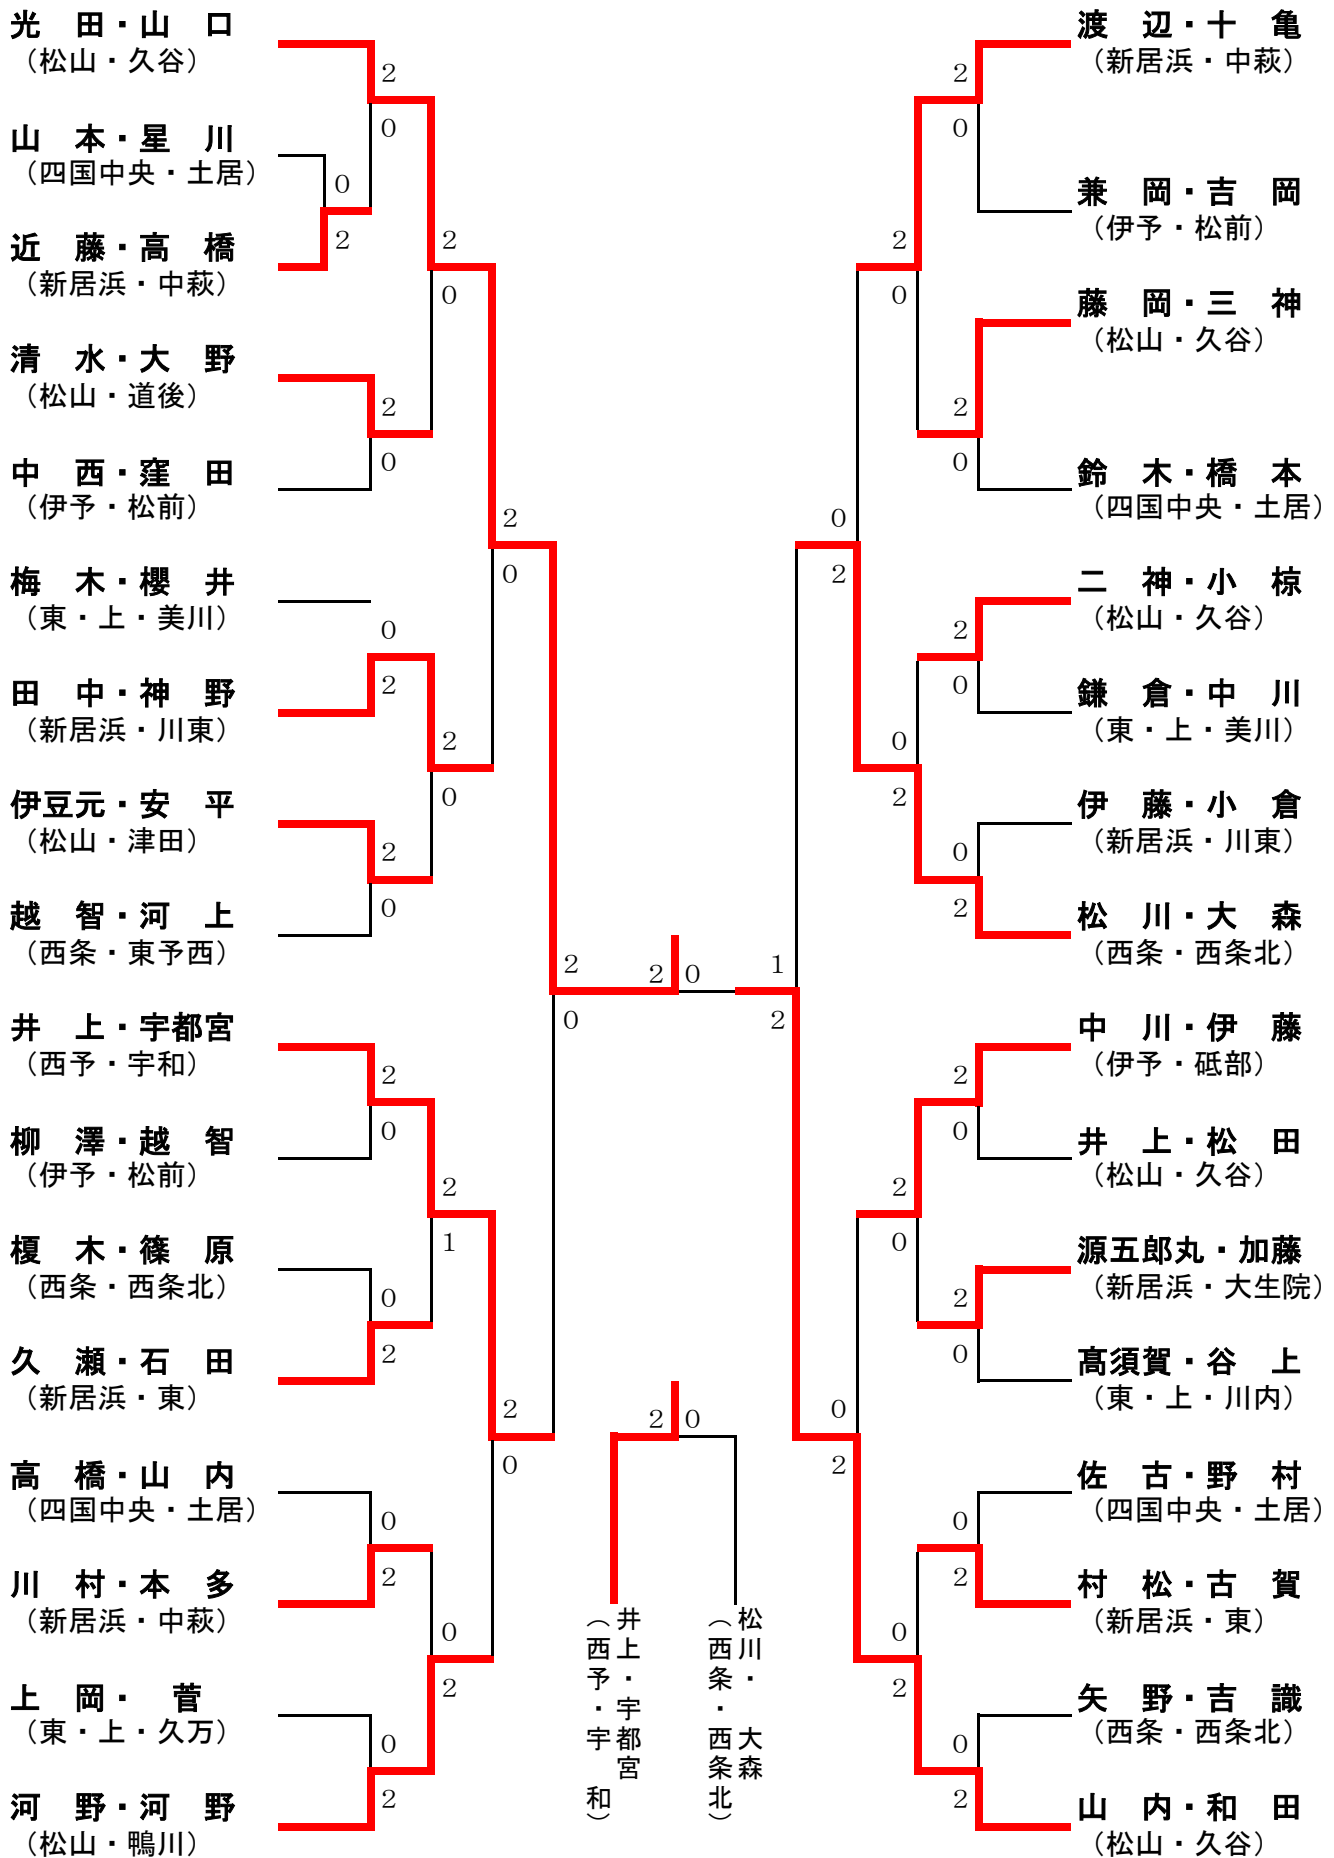 光　田・山　口
（松山・久谷）
2
0
山　本・星　川
（四国中央・土居）
0
2
近　藤・高　橋
（新居浜・中萩）
2
0
清　水・大　野
（松山・道後）
2
0
中　西・窪　田
（伊予・松前）
2
0
梅　木・櫻　井
（東・上・美川）
0
2
田　中・神　野
（新居浜・川東）
2
0
伊豆元・安　平
（松山・津田）
2
0
越　智・河　上
（西条・東予西）
2
0
井　上・宇都宮
（西予・宇和）
2
0
柳　澤・越　智
（伊予・松前）
2
1
榎　木・篠　原
（西条・西条北）
0
2
久　瀬・石　田
（新居浜・東）
2
0
高　橋・山　内
（四国中央・土居）
0
2
川　村・本　多
（新居浜・中萩）
0
2
上　岡・　菅
（東・上・久万）
0
2
河　野・河　野
（松山・鴨川）
2 0
2 0
井上・宇都宮
（西予・宇　和）
松川・　大森
（西条・西条北）
渡　辺・十　亀
（新居浜・中萩）
2
0
兼　岡・吉　岡
（伊予・松前）
2
0
藤　岡・三　神
（松山・久谷）
2
0
鈴　木・橋　本
（四国中央・土居）
0
2
二　神・小　椋
（松山・久谷）
2
0
鎌　倉・中　川
（東・上・美川）
0
2
伊　藤・小　倉
（新居浜・川東）
0
2
松　川・大　森
（西条・西条北）
1
2
中　川・伊　藤
（伊予・砥部）
2
0
井　上・松　田
（松山・久谷）
2
0
源五郎丸・加藤
（新居浜・大生院）
2
0
髙須賀・谷　上
（東・上・川内）
0
2
佐　古・野　村
（四国中央・土居）
0
2
村　松・古　賀
（新居浜・東）
0
2
矢　野・吉　識
（西条・西条北）
0
2
山　内・和　田
（松山・久谷）